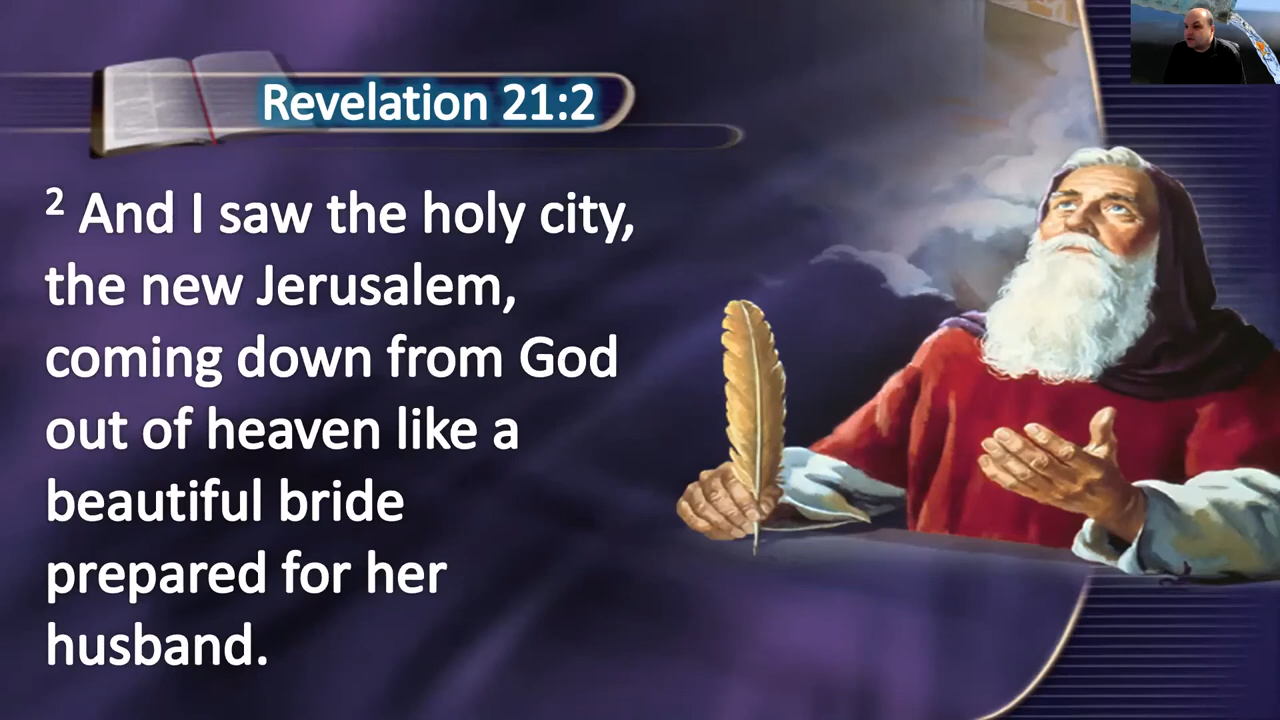 Revelation 21:2
² And I saw the holy city,
the new Jerusalem,
coming down from God
out of heaven like a
beautiful bride
prepared for her
husband.